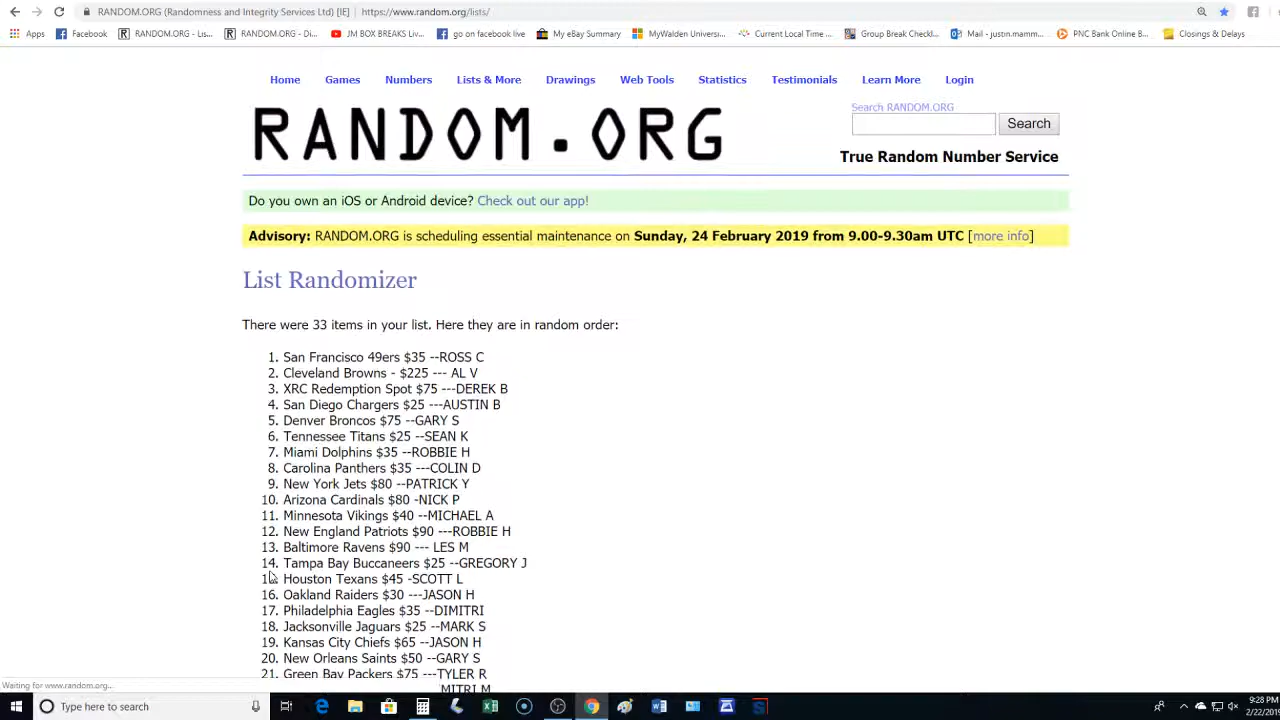 RANDOM.ORG (Randomness and Integrity Services Ltd) [IE] | https://www.random.org/lists/
Apps Facebook RANDOM.ORG - Lis... RANDOM.ORG - Di... JM BOX BREAKS Liv... go on facebook live My eBay Summary MyWalden Universi... Current Local Time ... Group Break Checkl... Mail - justin.mamm... PNC Bank Online B... Closings & Delays
Home Games Numbers Lists & More Drawings Web Tools Statistics Testimonials Learn More Login
RANDOM.ORG
Search RANDOM.ORG
Search
True Random Number Service
Do you own an iOS or Android device? Check out our app!
Advisory: RANDOM.ORG is scheduling essential maintenance on Sunday, 24 February 2019 from 9.00-9.30am UTC [more info]
List Randomizer
There were 33 items in your list. Here they are in random order:
1. San Francisco 49ers $35 --ROSS C
2. Cleveland Browns - $225 --- AL V
3. XRC Redemption Spot $75 ---DEREK B
4. San Diego Chargers $25 ---AUSTIN B
5. Denver Broncos $75 --GARY S
6. Tennessee Titans $25 --SEAN K
7. Miami Dolphins $35 --ROBBIE H
8. Carolina Panthers $35 ---COLIN D
9. New York Jets $80 --PATRICK Y
10. Arizona Cardinals $80 -NICK P
11. Minnesota Vikings $40 --MICHAEL A
12. New England Patriots $90 ---ROBBIE H
13. Baltimore Ravens $90 --- LES M
14. Tampa Bay Buccaneers $25 --GREGORY J
Houston Texans $45 -SCOTT L
16. Oakland Raiders $30 ---JASON H
17. Philadelphia Eagles $35 --DIMITRI
18. Jacksonville Jaguars $25 --MARK S
19. Kansas City Chiefs $65 --JASON H
20. New Orleans Saints $50 --GARY S
21. Green Bay Packers $75 ---TYLER R
MITRI M
Waiting for www.random.org...
Type here to search
9:28 PM
2/22/2019